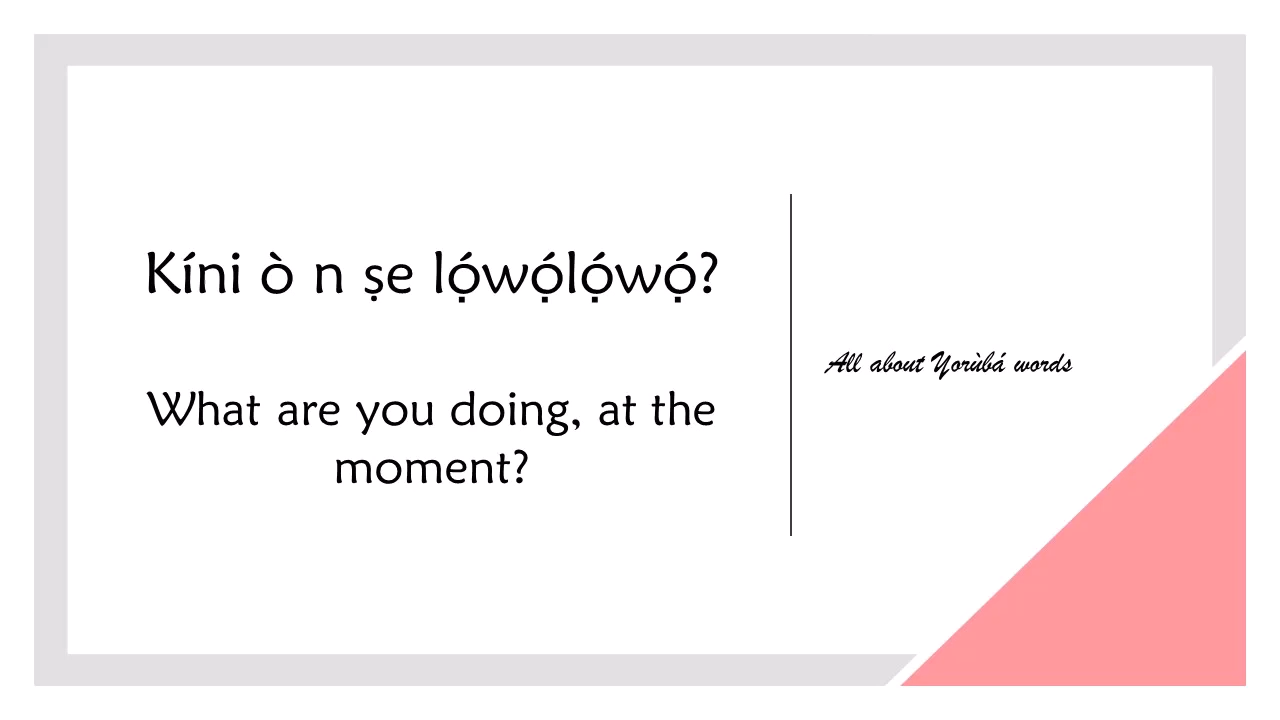 Kíni ò n ṣe lọ́wọ́lọ́wọ́?
What are you doing, at the
moment?
All about Yorùbá words